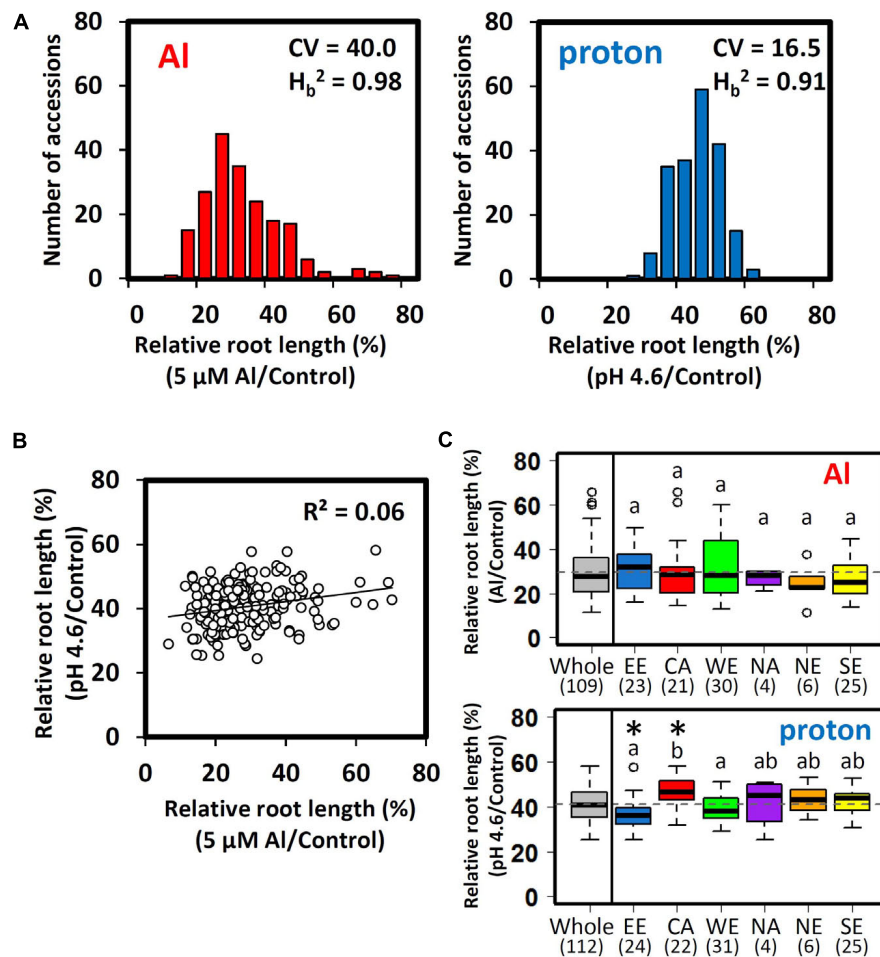 A
Al
CV = 40.0
H_b² = 0.98
Number of accessions
80
60
40
20
0
0 20 40 60 80
Relative root length (%)
(5 µM Al/Control)
proton
CV = 16.5
H_b² = 0.91
Number of accessions
80
60
40
20
0
0 20 40 60 80
Relative root length (%)
(pH 4.6/Control)
B
R² = 0.06
Relative root length (%)
(pH 4.6/Control)
80
60
40
20
0
0 20 40 60 80
Relative root length (%)
(5 µM Al/Control)
C
Al
Relative root length (%)
(Al/Control)
80
60
40
20
0
a a a a a a
Whole EE CA WE NA NE SE
(109) (23) (21) (30) (4) (6) (25)
proton
Relative root length (%)
(pH 4.6/Control)
80
60
40
20
0
* *
a b a ab ab ab
Whole EE CA WE NA NE SE
(112) (24) (22) (31) (4) (6) (25)